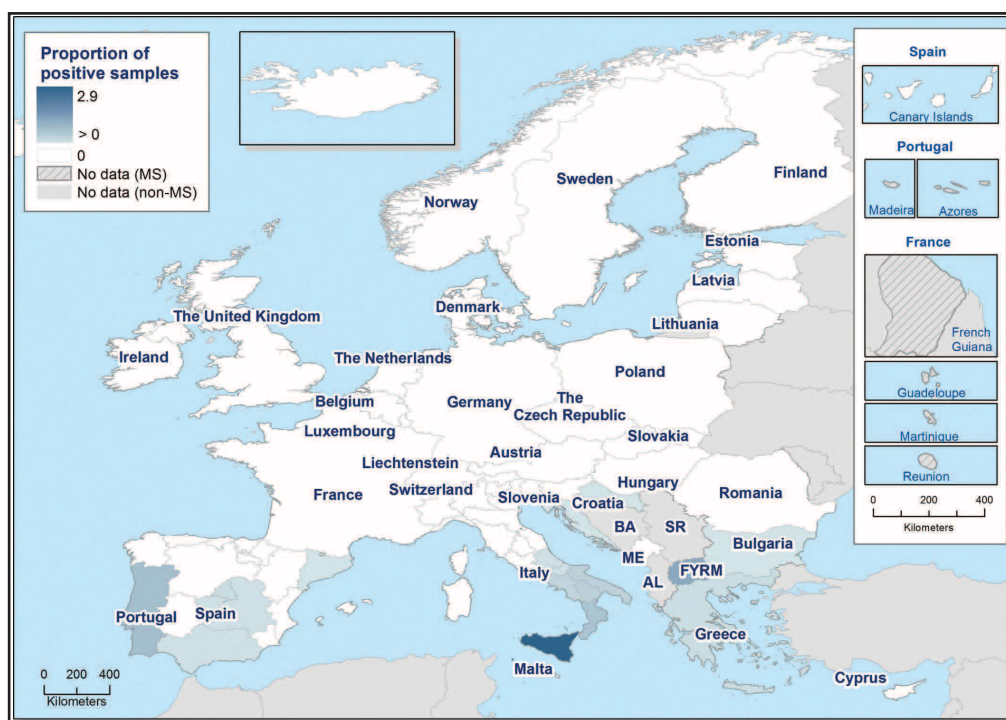 Proportion of
positive samples
2.9
> 0
0
No data (MS)
No data (non-MS)
Spain
Canary Islands
Portugal
Madeira
Azores
France
French
Guiana
Guadeloupe
Martinique
Reunion
0 200 400
Kilometers
Finland
Sweden
Norway
Estonia
Latvia
Denmark
The United Kingdom
Lithuania
Ireland
The Netherlands
Poland
Belgium
Germany
The
Czech Republic
Luxembourg
Slovakia
Austria
Liechtenstein
Hungary
France
Switzerland
Slovenia
Romania
Croatia
BA
SR
Bulgaria
ME
Italy
FYRM
AL
Portugal
Spain
Greece
Malta
Cyprus
0 200 400
Kilometers